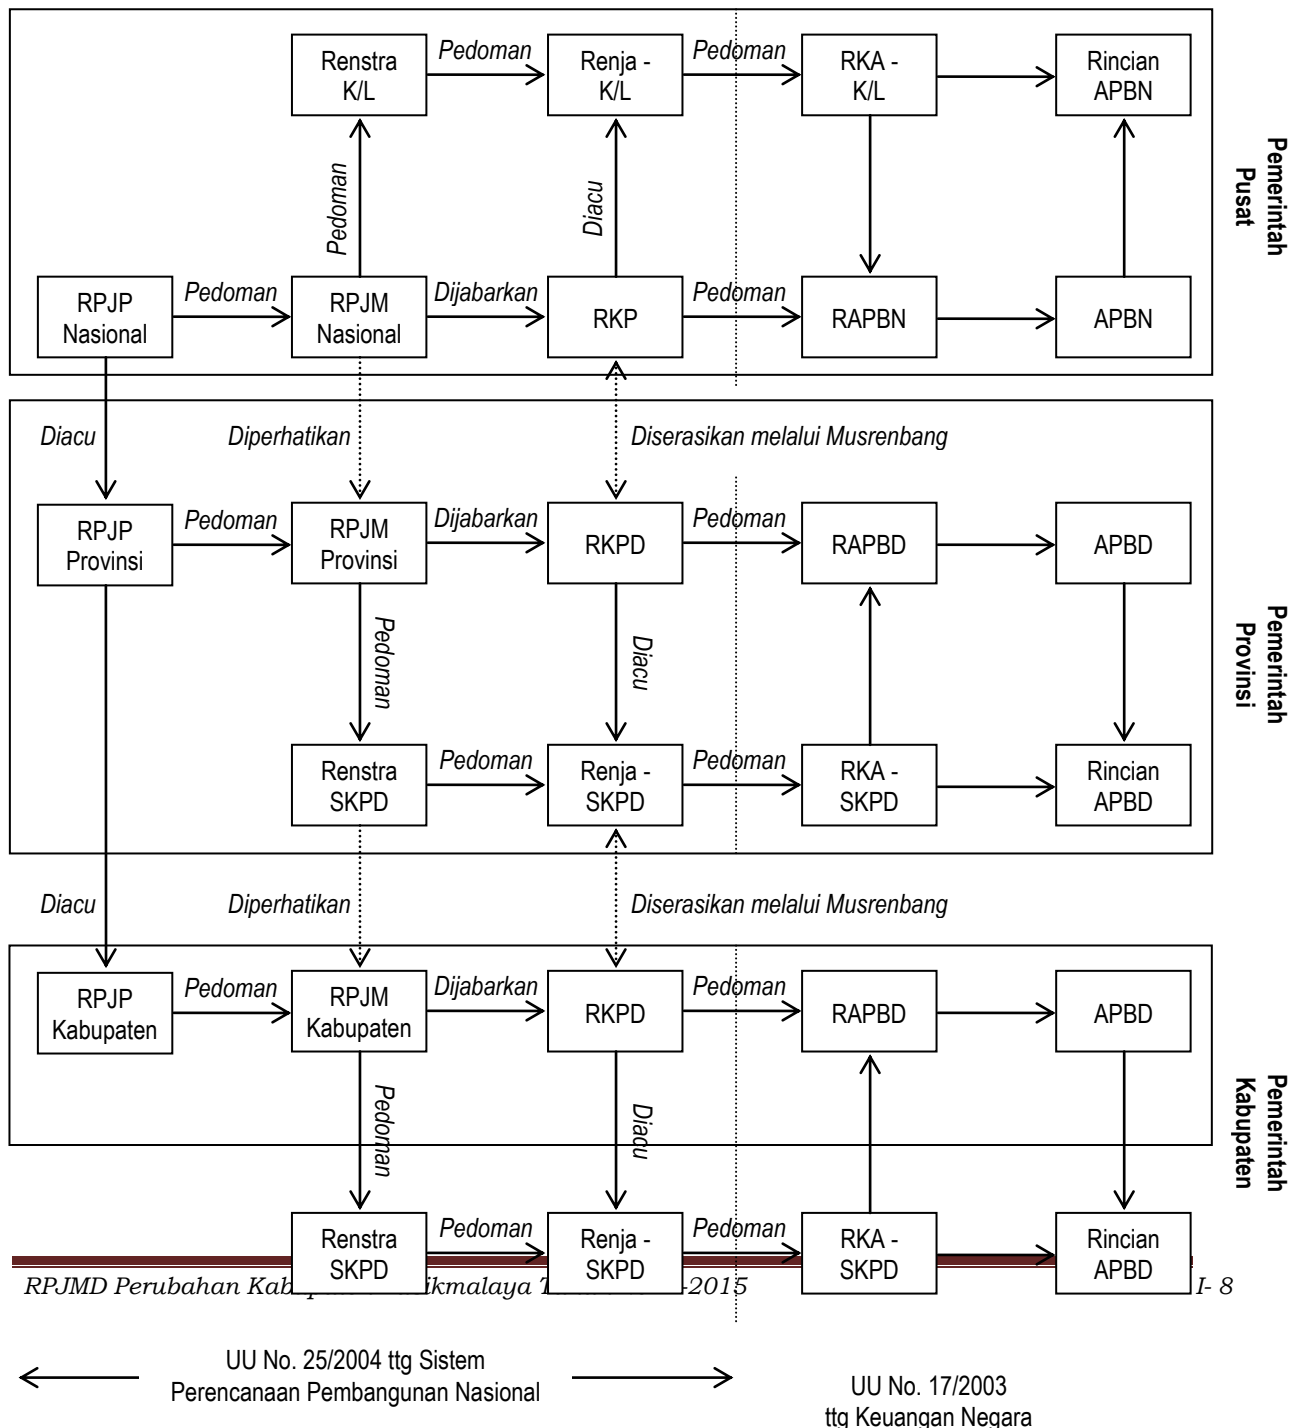 Pedoman
Pedoman
Renstra
K/L
Renja -
K/L
RKA -
K/L
Rincian
APBN
Pemerintah
Pusat
Pedoman
Diacu
RPJP
Nasional
Pedoman
RPJM
Nasional
Dijabarkan
RKP
Pedoman
RAPBN
APBN
Diacu
Diperhatikan
Diserasikan melalui Musrenbang
RPJP
Provinsi
Pedoman
RPJM
Provinsi
Dijabarkan
RKPD
Pedoman
RAPBD
APBD
Pemerintah
Provinsi
Pedoman
Diacu
Renstra
SKPD
Pedoman
Renja -
SKPD
Pedoman
RKA -
SKPD
Rincian
APBD
Diacu
Diperhatikan
Diserasikan melalui Musrenbang
RPJP
Kabupaten
Pedoman
RPJM
Kabupaten
Dijabarkan
RKPD
Pedoman
RAPBD
APBD
Pemerintah
Kabupaten
Pedoman
Diacu
Renstra
SKPD
Pedoman
Renja -
SKPD
Pedoman
RKA -
SKPD
Rincian
APBD
RPJMD Perubahan -2015 I- 8
UU No. 25/2004 ttg Sistem
Perencanaan Pembangunan Nasional
UU No. 17/2003
ttg Keuangan Negara